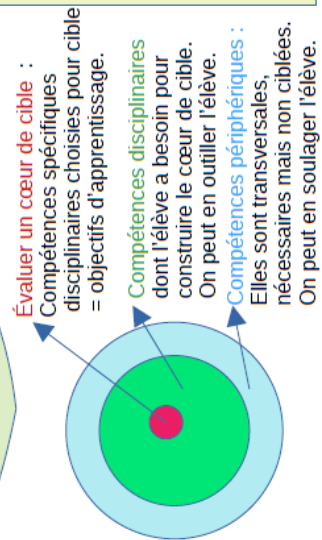 Évaluer un cœur de cible :
Compétences spécifiques
disciplinaires choisies pour cible
= objectifs d'apprentissage.
Compétences disciplinaires
dont l'élève a besoin pour
construire le cœur de cible.
On peut en outiller l'élève.
Compétences périphériques :
Elles sont transversales,
nécessaires mais non ciblées.
On peut en soulager l'élève.